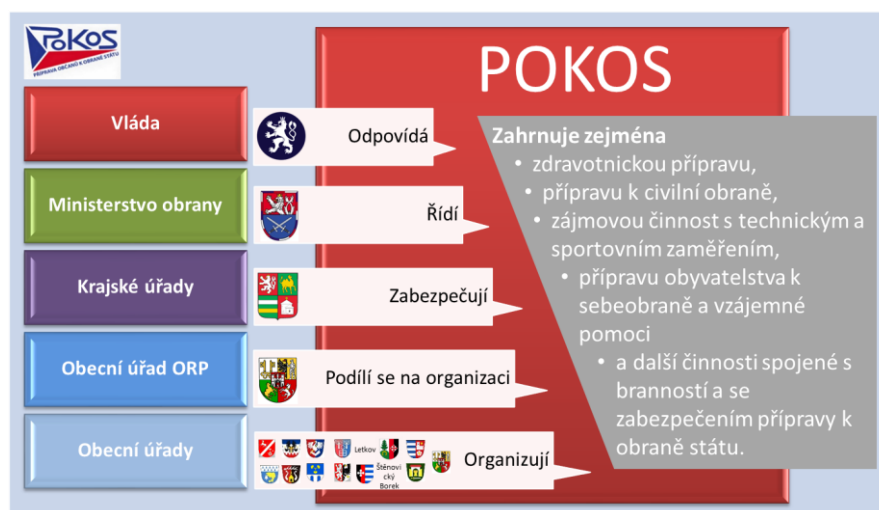 POKOS
PŘÍPRAVA OBČANŮ K OBRANĚ STÁTU
POKOS
Vláda
Odpovídá
Ministerstvo obrany
Řídí
Krajské úřady
Zabezpečují
Obecní úřad ORP
Podílí se na organizaci
Obecní úřady
Letkov
Štěnovi
cký
Borek
Organizují
Zahrnuje zejména
• zdravotnickou přípravu,
• přípravu k civilní obraně,
• zájmovou činnost s technickým a
sportovním zaměřením,
• přípravu obyvatelstva k
sebeobraně a vzájemné
pomoci
• a další činnosti spojené s
branností a se
zabezpečením přípravy k
obraně státu.